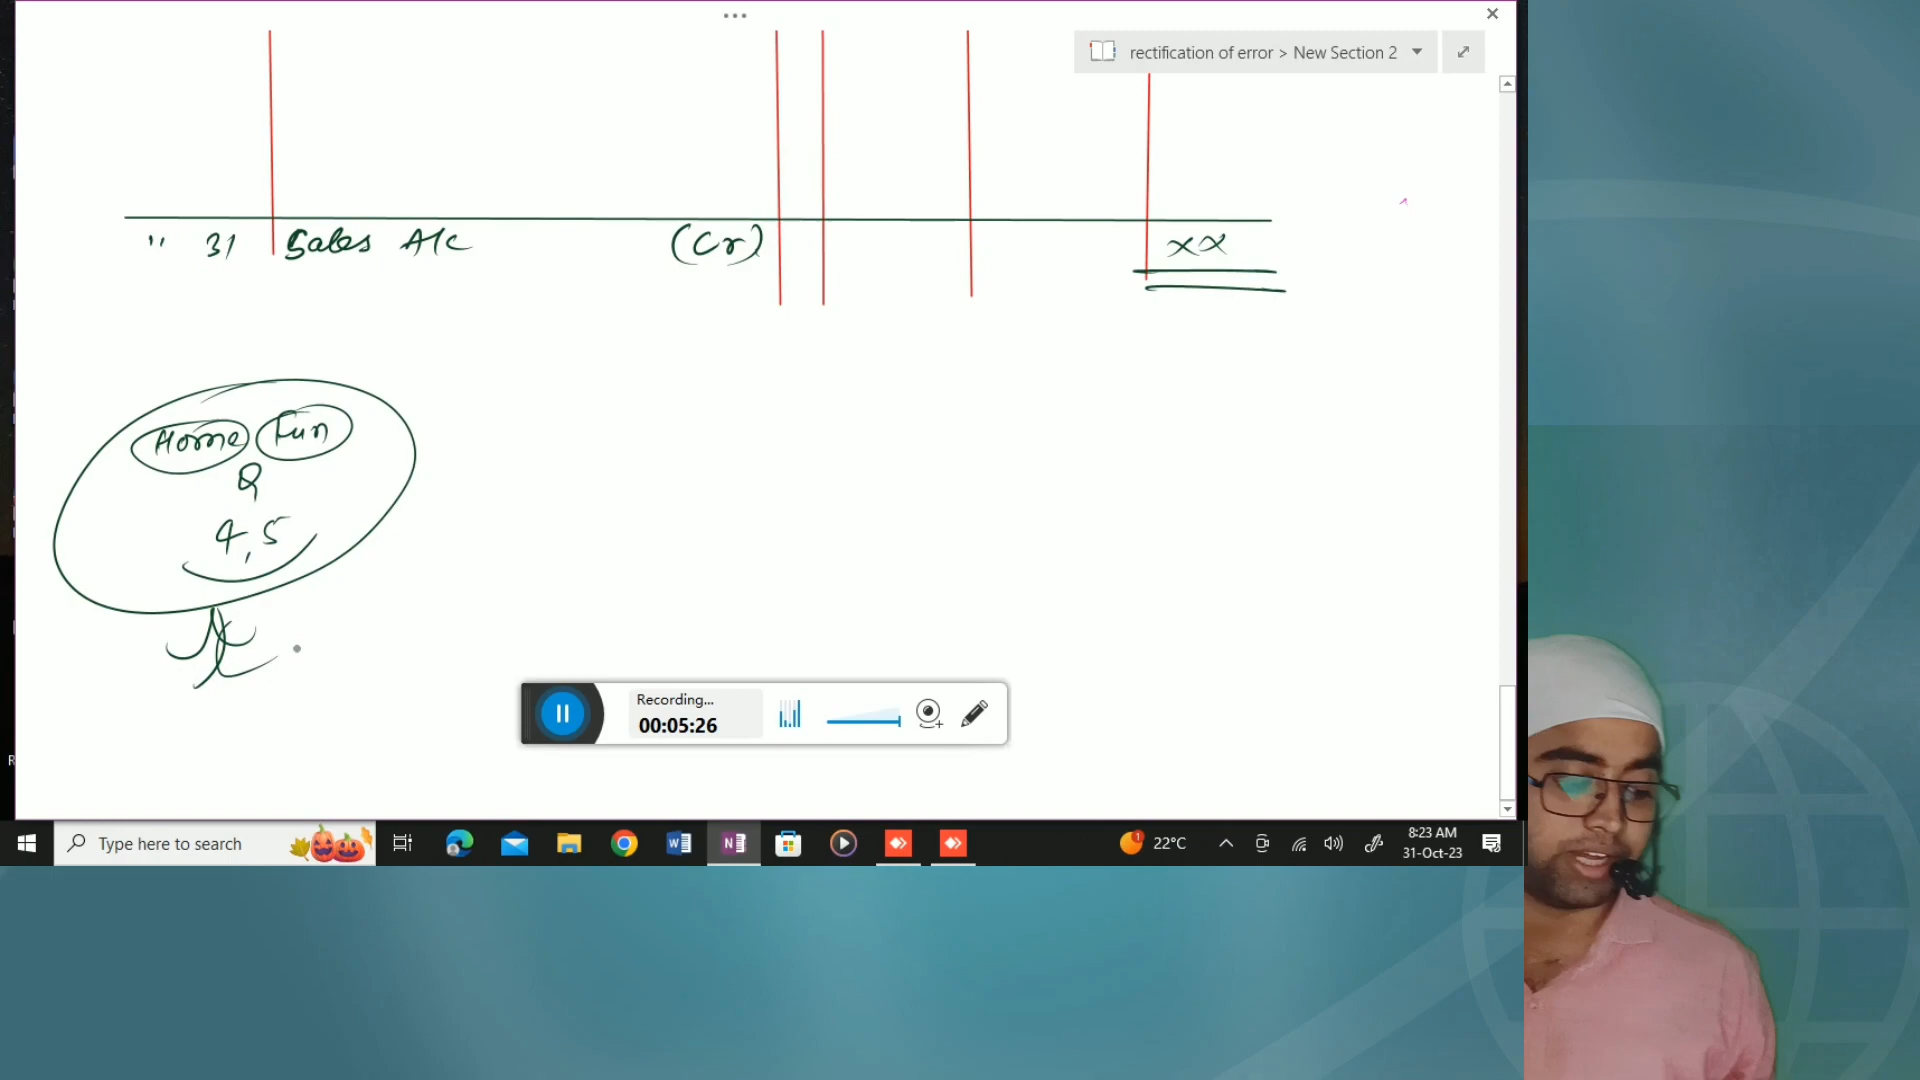 rectification of error > New Section 2
" 31 Sales A/c (Cr) xx
Home Fun
Q
4,5
Recording...
00:05:26
Type here to search
22°C
8:23 AM
31-Oct-23